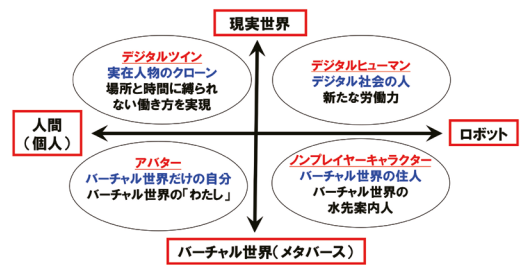 現実世界
デジタルツイン
実在人物のクローン
場所と時間に縛られ
ない働き方を実現
デジタルヒューマン
デジタル社会の人
新たな労働力
人間
（個人）
ロボット
アバター
バーチャル世界だけの自分
バーチャル世界の「わたし」
ノンプレイヤーキャラクター
バーチャル世界の住人
バーチャル世界の
水先案内人
バーチャル世界（メタバース）